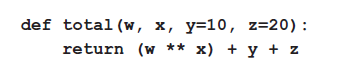 def total(w, x, y=10, z=20):
    return (w ** x) + y + z